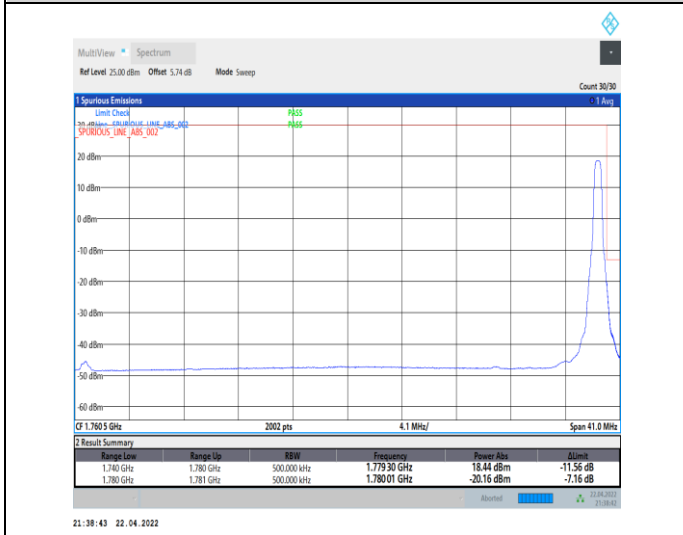 MultiView Spectrum
Ref Level 25.00 dBm Offset 5.74 dB Mode Sweep
Count 30/30
1 Spurious Emissions 1 Avg
Limit Check PASS
Line _SPURIOUS_LINE_ABS_002 PASS
_SPURIOUS_LINE_ABS_002
20 dBm
10 dBm
0 dBm
-10 dBm
-20 dBm
-30 dBm
-40 dBm
-50 dBm
-60 dBm
CF 1.7605 GHz 2002 pts 4.1 MHz/ Span 41.0 MHz
2 Result Summary
Range Low Range Up RBW Frequency Power Abs ΔLimit
1.740 GHz 1.780 GHz 500.000 kHz 1.77930 GHz 18.44 dBm -11.56 dB
1.780 GHz 1.781 GHz 500.000 kHz 1.78001 GHz -20.16 dBm -7.16 dB
Aborted 22.04.2022
21:38:42
21:38:43 22.04.2022